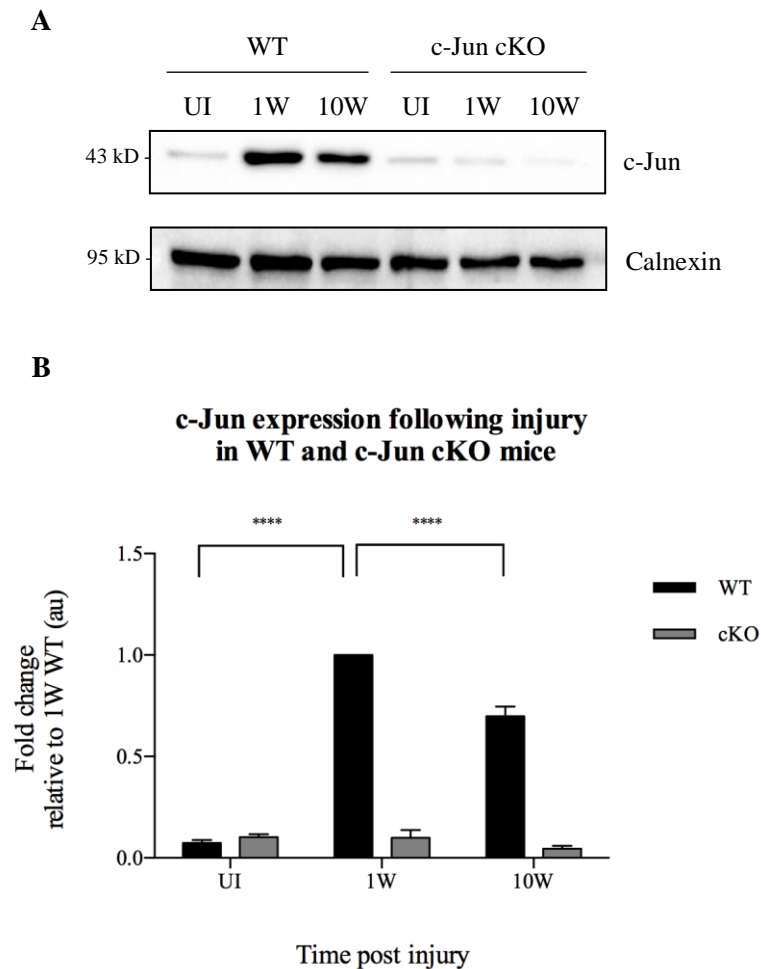 A
WT c-Jun cKO
UI 1W 10W UI 1W 10W
43 kD c-Jun
95 kD Calnexin
B
c-Jun expression following injury
in WT and c-Jun cKO mice
**** ****
1.5
1.0
0.5
0.0
Fold change
relative to 1W WT (au)
WT
cKO
UI 1W 10W
Time post injury